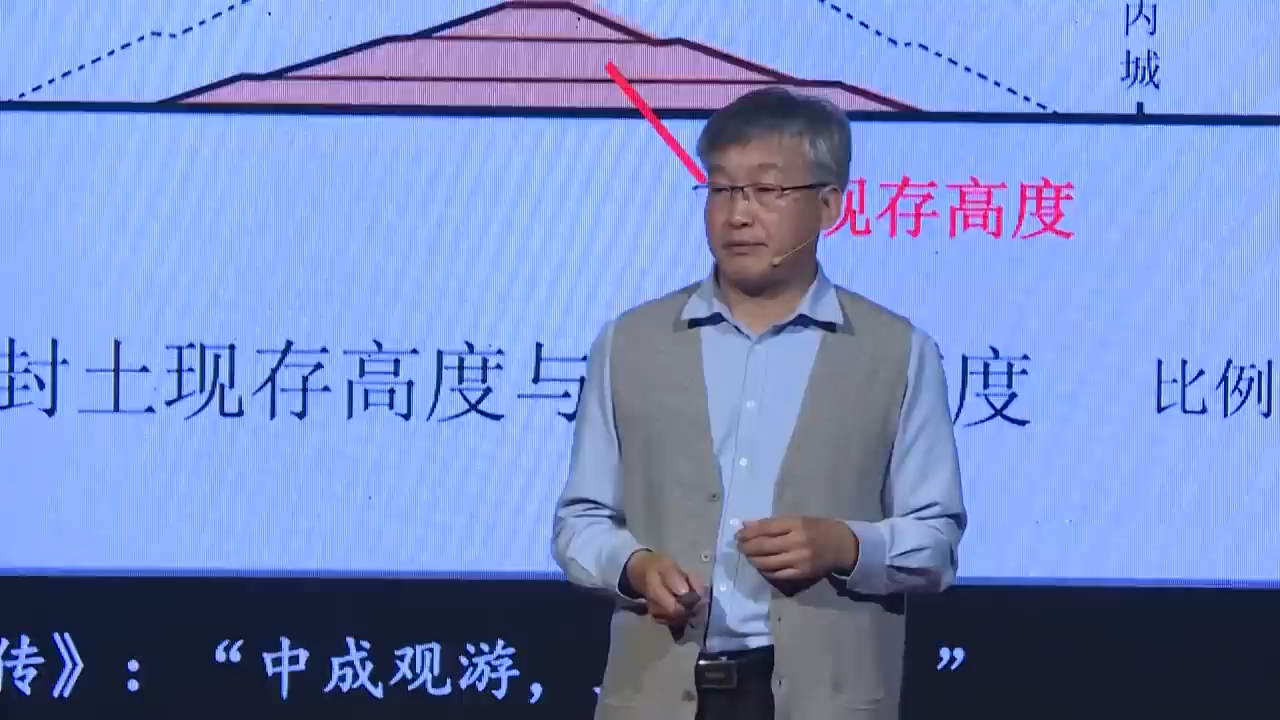 内城
现存高度
封土现存高度与
度
比例
传》:“中成观游,
”